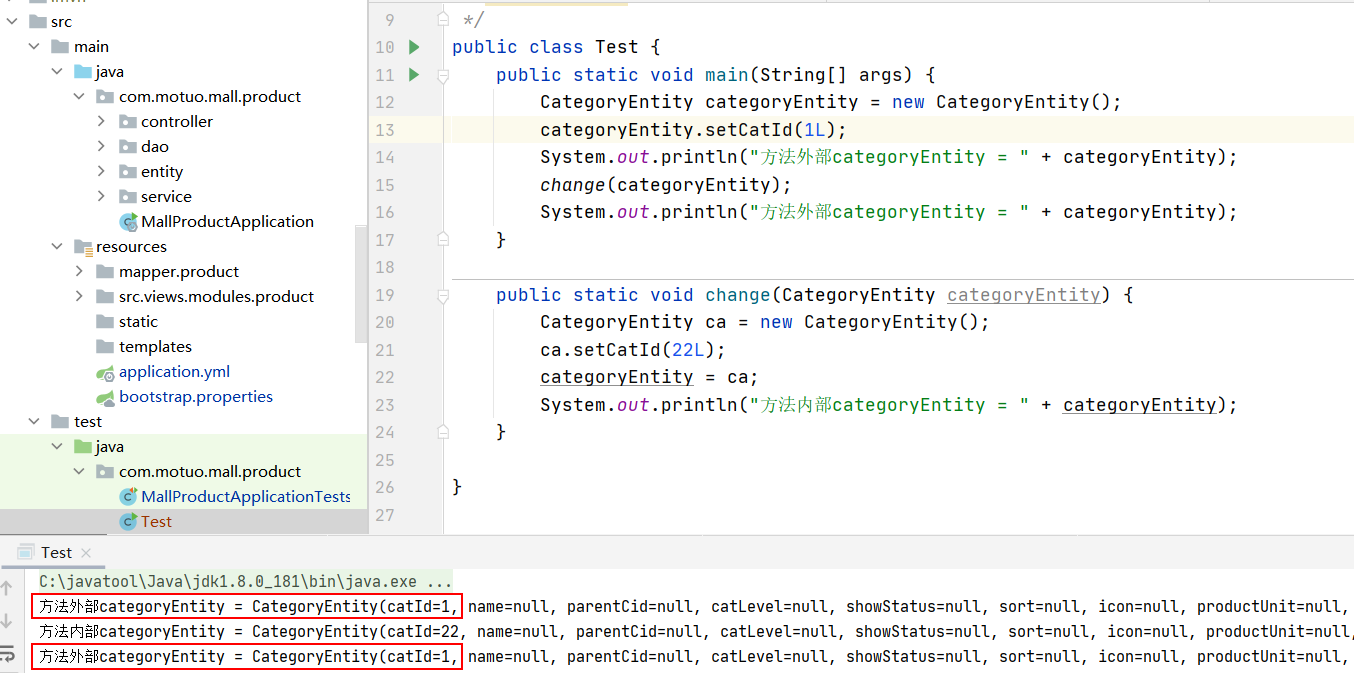 src
main
java
com.motuo.mall.product
controller
dao
entity
service
MallProductApplication
resources
mapper.product
src.views.modules.product
static
templates
application.yml
bootstrap.properties
test
java
com.motuo.mall.product
MallProductApplicationTests
Test
9 */
10 public class Test {
11 public static void main(String[] args) {
12 CategoryEntity categoryEntity = new CategoryEntity();
13 categoryEntity.setCatId(1L);
14 System.out.println("方法外部categoryEntity = " + categoryEntity);
15 change(categoryEntity);
16 System.out.println("方法外部categoryEntity = " + categoryEntity);
17 }
18
19 public static void change(CategoryEntity categoryEntity) {
20 CategoryEntity ca = new CategoryEntity();
21 ca.setCatId(22L);
22 categoryEntity = ca;
23 System.out.println("方法内部categoryEntity = " + categoryEntity);
24 }
25
26 }
27
Test
C:\javatool\Java\jdk1.8.0_181\bin\java.exe ...
方法外部categoryEntity = CategoryEntity(catId=1, name=null, parentCid=null, catLevel=null, showStatus=null, sort=null, icon=null, productUnit=null,
方法内部categoryEntity = CategoryEntity(catId=22, name=null, parentCid=null, catLevel=null, showStatus=null, sort=null, icon=null, productUnit=null,
方法外部categoryEntity = CategoryEntity(catId=1, name=null, parentCid=null, catLevel=null, showStatus=null, sort=null, icon=null, productUnit=null,